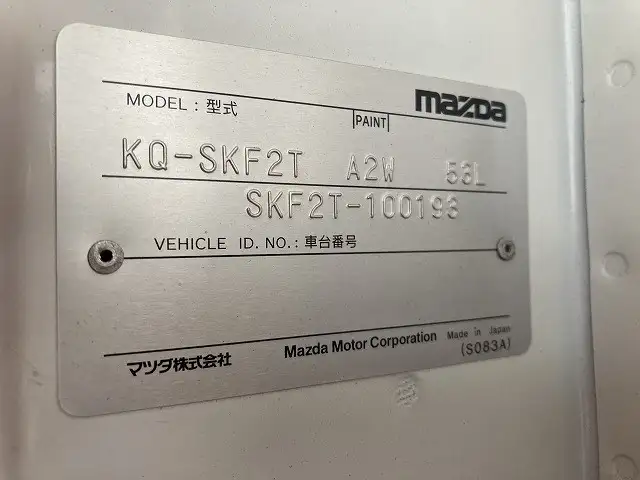 mazda
MODEL : 型式
PAINT
KQ-SKF2T A2W 53L
SKF2T-100193
VEHICLE ID. NO. : 車台番号
マツダ株式会社 Mazda Motor Corporation Made in Japan
(S083A)